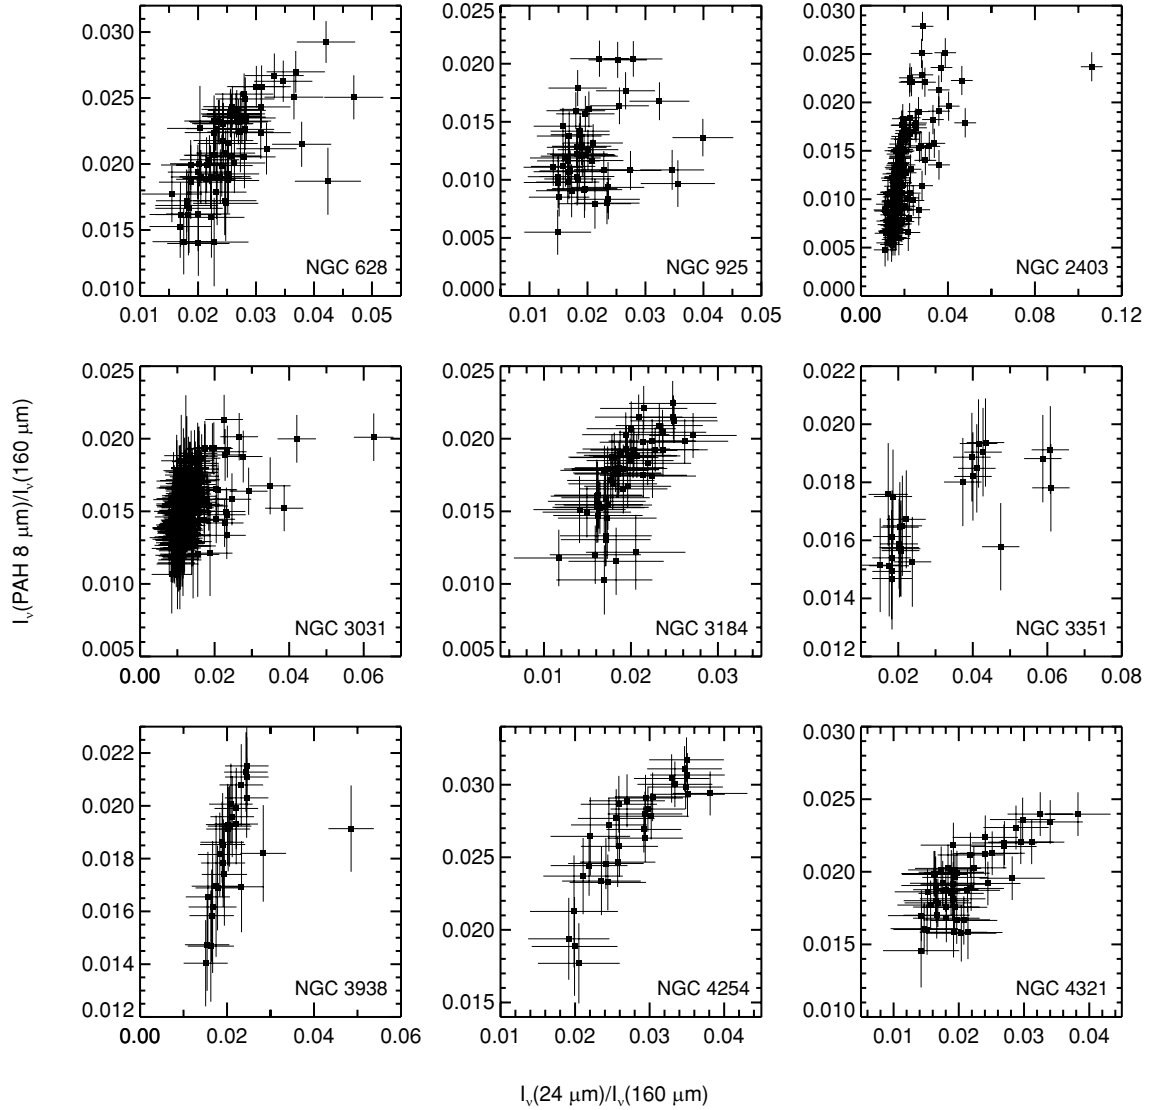 0.030
0.025
0.020
0.015
0.010
0.01 0.02 0.03 0.04 0.05
NGC 628
0.025
0.020
0.015
0.010
0.005
0.000
0.01 0.02 0.03 0.04 0.05
NGC 925
0.030
0.025
0.020
0.015
0.010
0.005
0.000
0.00 0.04 0.08 0.12
NGC 2403
0.025
0.020
0.015
0.010
0.005
0.00 0.02 0.04 0.06
NGC 3031
0.025
0.020
0.015
0.010
0.005
0.01 0.02 0.03
NGC 3184
0.022
0.020
0.018
0.016
0.014
0.012
0.02 0.04 0.06 0.08
NGC 3351
0.022
0.020
0.018
0.016
0.014
0.012
0.00 0.02 0.04 0.06
NGC 3938
0.030
0.025
0.020
0.015
0.01 0.02 0.03 0.04
NGC 4254
0.030
0.025
0.020
0.015
0.010
0.01 0.02 0.03 0.04
NGC 4321
Iν(PAH 8 μm)/Iν(160 μm)
Iν(24 μm)/Iν(160 μm)